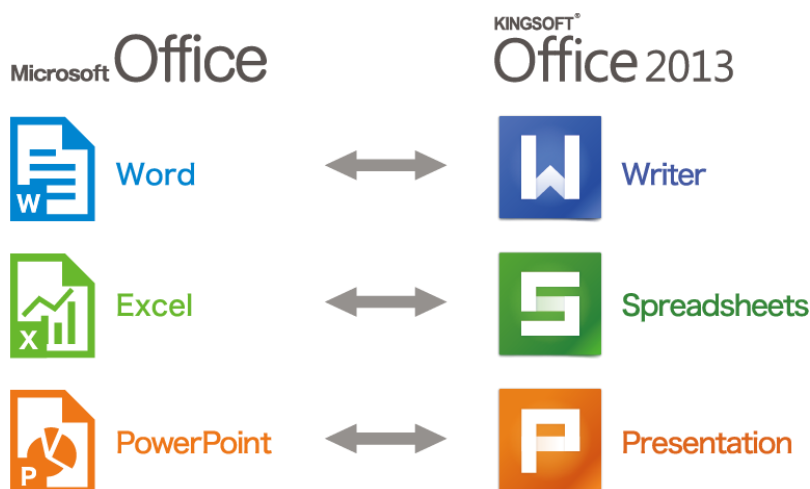 Microsoft Office
KINGSOFT®
Office 2013
W
Word
W
Writer
X
Excel
S
Spreadsheets
P
PowerPoint
P
Presentation